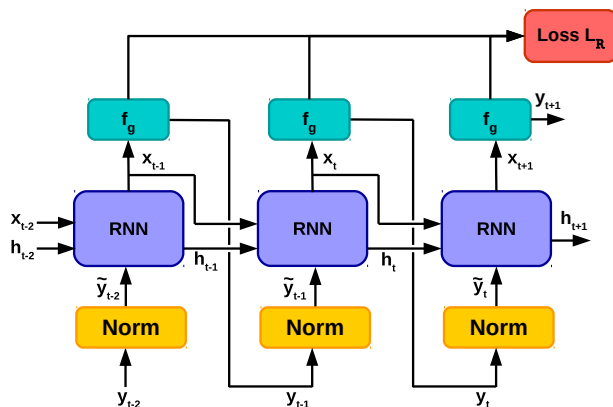 Loss L_ℝ
f_g
f_g
f_g
y_{t+1}
x_{t-1}
x_t
x_{t+1}
x_{t-2}
h_{t-2}
RNN
RNN
RNN
h_{t+1}
h_{t-1}
h_t
ỹ_{t-2}
ỹ_{t-1}
ỹ_t
Norm
Norm
Norm
y_{t-2}
y_{t-1}
y_t